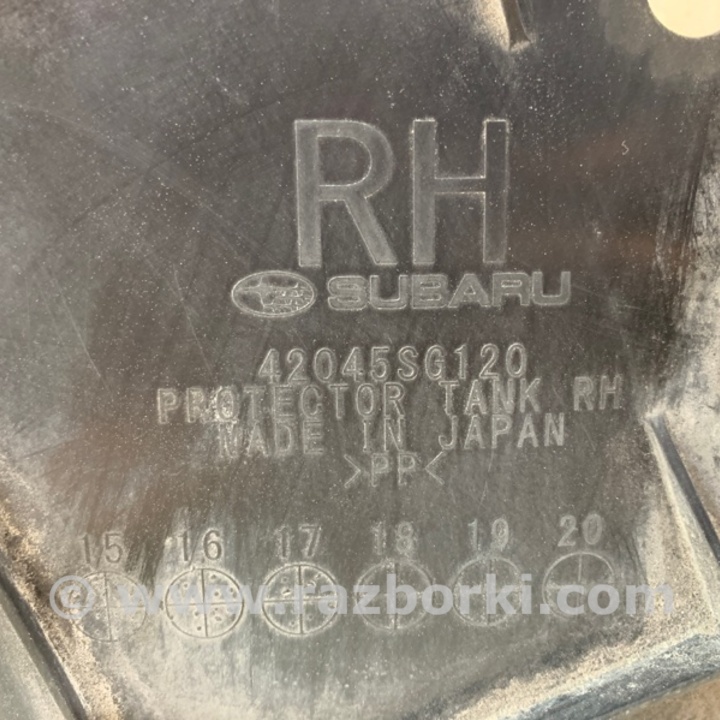 RH
SUBARU
42045SG120
PROTECTOR TANK RH
MADE IN JAPAN
>PP<
15 16 17 18 19 20
© www.razborki.com